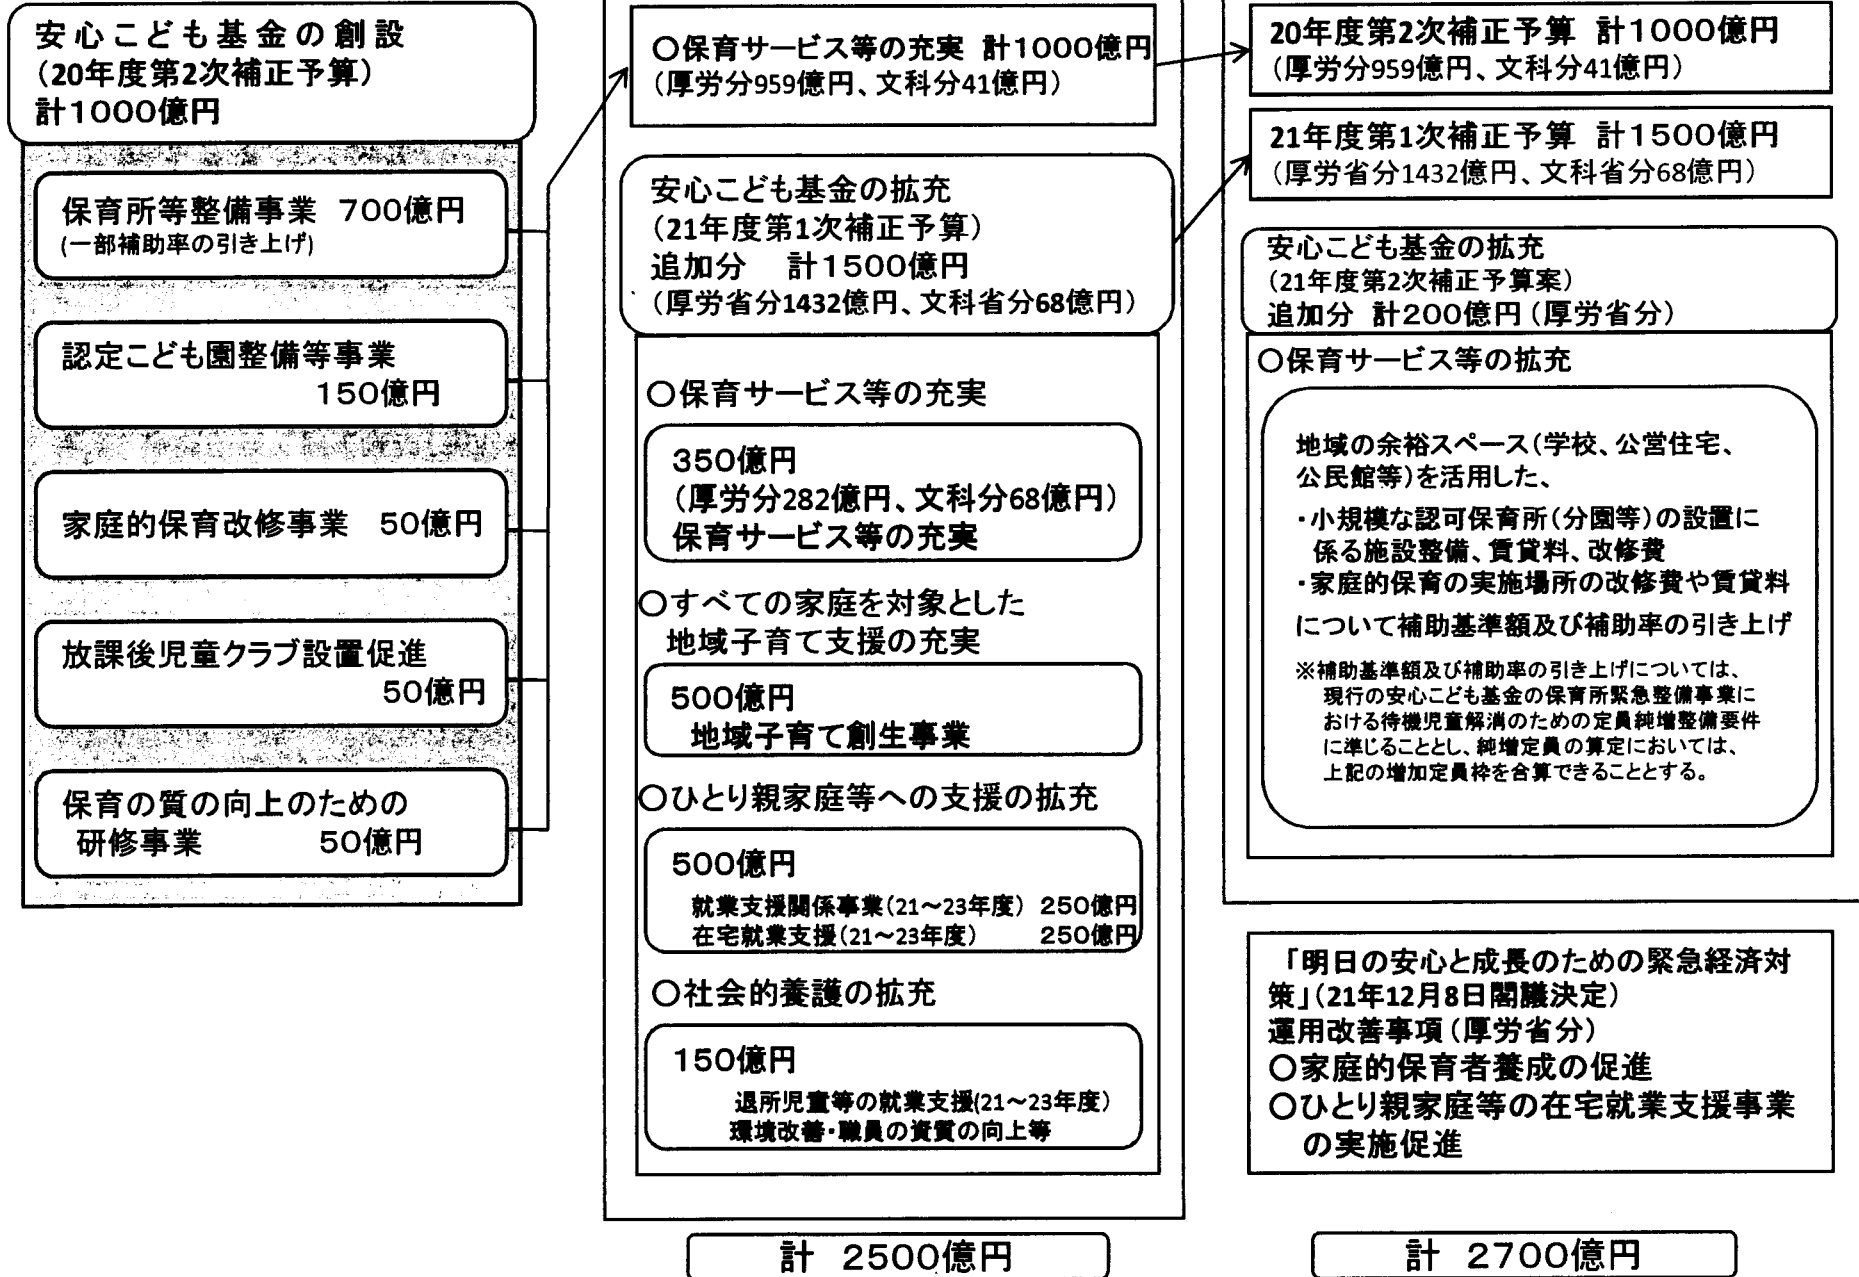 安心こども基金の創設
(20年度第2次補正予算)
計1000億円
保育所等整備事業 700億円
(一部補助率の引き上げ)
認定こども園整備等事業
150億円
家庭的保育改修事業 50億円
放課後児童クラブ設置促進
50億円
保育の質の向上のための
研修事業 50億円
○保育サービス等の充実 計1000億円
(厚労分959億円、文科分41億円)
安心こども基金の拡充
(21年度第1次補正予算)
追加分 計1500億円
(厚労省分1432億円、文科省分68億円)
○保育サービス等の充実
350億円
(厚労分282億円、文科分68億円)
保育サービス等の充実
○すべての家庭を対象とした
地域子育て支援の充実
500億円
地域子育て創生事業
○ひとり親家庭等への支援の拡充
500億円
就業支援関係事業(21～23年度) 250億円
在宅就業支援(21～23年度) 250億円
○社会的養護の拡充
150億円
退所児童等の就業支援(21～23年度)
環境改善・職員の資質の向上等
計 2500億円
20年度第2次補正予算 計1000億円
(厚労分959億円、文科分41億円)
21年度第1次補正予算 計1500億円
(厚労省分1432億円、文科省分68億円)
安心こども基金の拡充
(21年度第2次補正予算案)
追加分 計200億円(厚労省分)
○保育サービス等の拡充
地域の余裕スペース(学校、公営住宅、
公民館等)を活用した、
・小規模な認可保育所(分園等)の設置に
係る施設整備、賃貸料、改修費
・家庭的保育の実施場所の改修費や賃貸料
について補助基準額及び補助率の引き上げ
※補助基準額及び補助率の引き上げについては、
現行の安心こども基金の保育所緊急整備事業に
おける待機児童解消のための定員純増整備要件
に準じることとし、純増定員の算定においては、
上記の増加定員枠を合算できることとする。
「明日の安心と成長のための緊急経済対
策」(21年12月8日閣議決定)
運用改善事項(厚労省分)
○家庭的保育者養成の促進
○ひとり親家庭等の在宅就業支援事業
の実施促進
計 2700億円